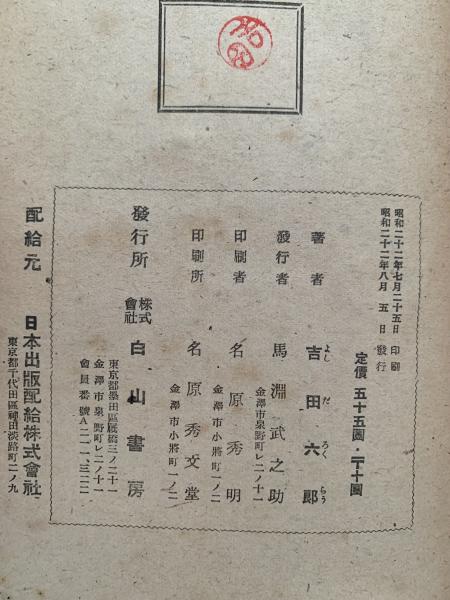 昭和二十二年七月二十五日 印刷
昭和二十二年八月 五 日 發行
定價 五十五圓・〒十圓
著者 吉田六郞
よし だ ろく らう
發行者 馬淵武之助
金澤市泉野町レ二ノ十一
印刷者 名原秀明
金澤市小將町一ノ二
印刷所 名原秀文堂
金澤市小將町一ノ二
發行所 株式會社 白山書房
東京都墨田區廐橋三ノ二十一
金澤市泉野町レ二ノ十一
會員番號A二一一、三二二
配給元 日本出版配給株式會社
東京都千代田區神田淡路町二ノ九